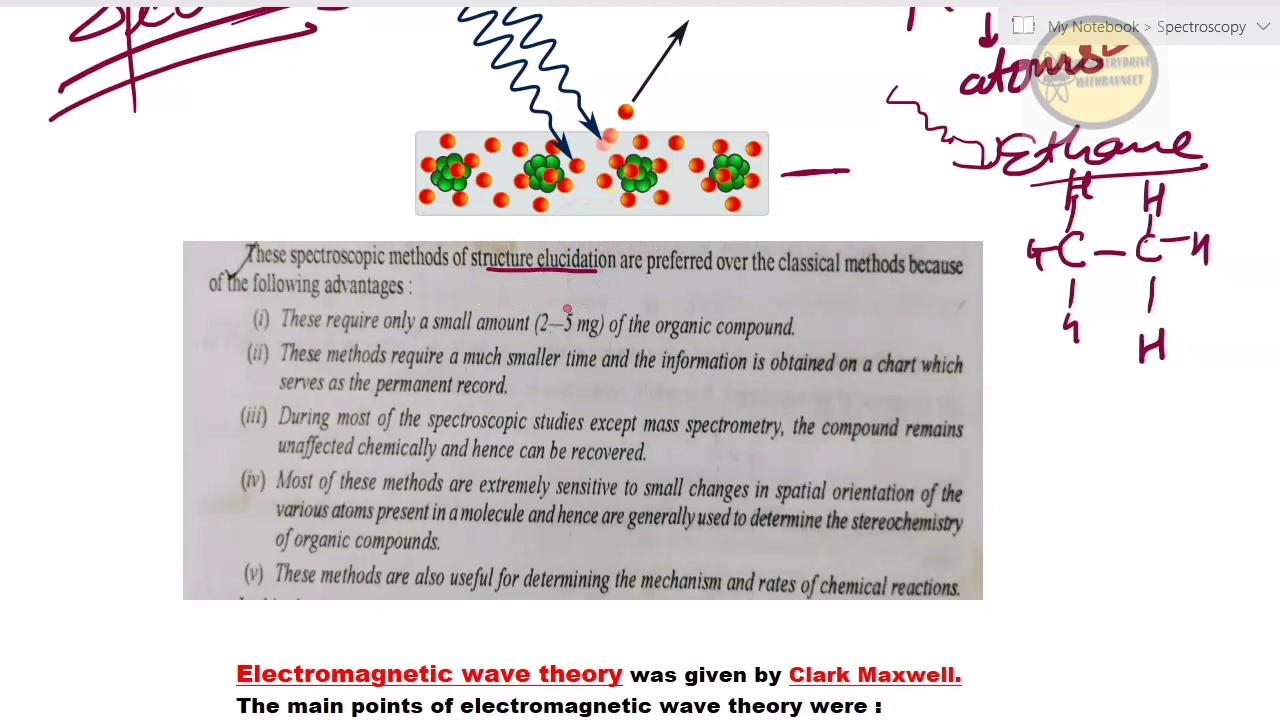 My Notebook > Spectroscopy
atoms
WITHRAVNEET
Ethane
H H
C - C - H
H
These spectroscopic methods of structure elucidation are preferred over the classical methods because
of the following advantages :
(i) These require only a small amount (2–5 mg) of the organic compound.
(ii) These methods require a much smaller time and the information is obtained on a chart which
serves as the permanent record.
(iii) During most of the spectroscopic studies except mass spectrometry, the compound remains
unaffected chemically and hence can be recovered.
(iv) Most of these methods are extremely sensitive to small changes in spatial orientation of the
various atoms present in a molecule and hence are generally used to determine the stereochemistry
of organic compounds.
(v) These methods are also useful for determining the mechanism and rates of chemical reactions.
Electromagnetic wave theory was given by Clark Maxwell.
The main points of electromagnetic wave theory were :